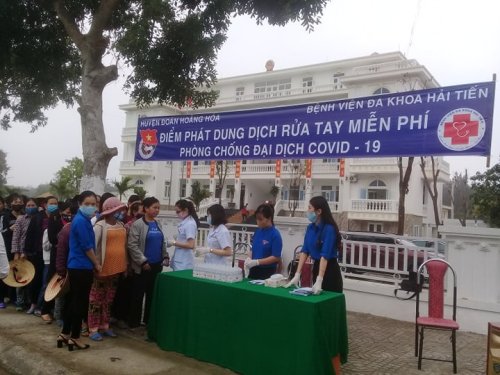 HUYỆN ĐOÀN HOẰNG HÓA
BỆNH VIỆN ĐA KHOA HẢI TIẾN
ĐIỂM PHÁT DUNG DỊCH RỬA TAY MIỄN PHÍ
PHÒNG CHỐNG ĐẠI DỊCH COVID - 19